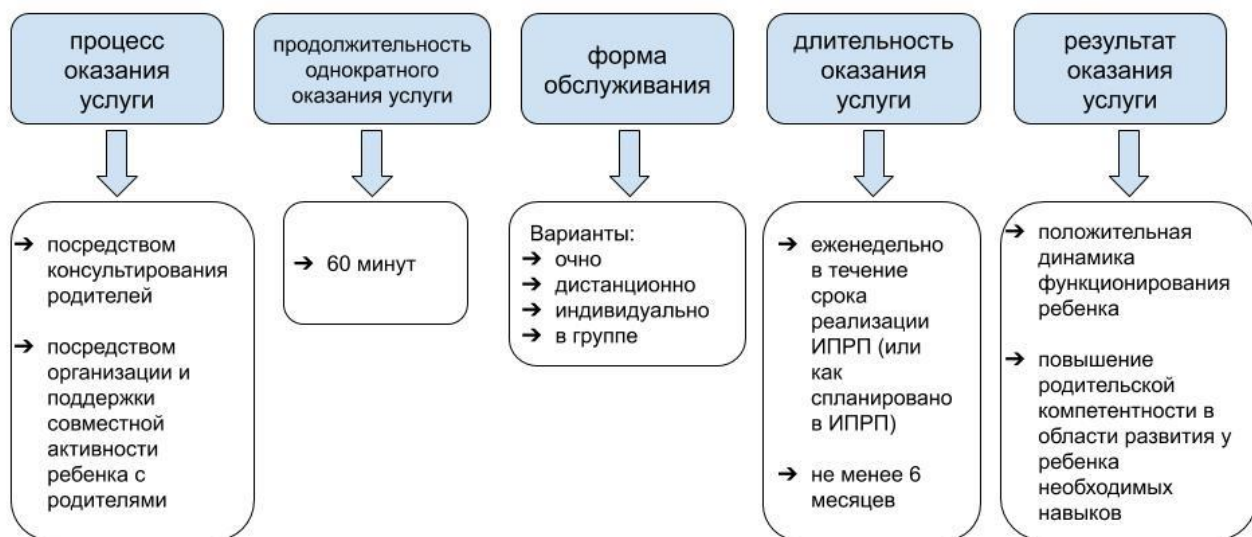 процесс
оказания
услуги
продолжительность
однократного
оказания услуги
форма
обслуживания
длительность
оказания
услуги
результат
оказания
услуги
➔ посредством
консультирования
родителей
➔ посредством
организации и
поддержки
совместной
активности
ребенка с
родителями
➔ 60 минут
Варианты:
➔ очно
➔ дистанционно
➔ индивидуально
➔ в группе
➔ еженедельно
в течение
срока
реализации
ИПРП (или
как
спланировано
в ИПРП)
➔ не менее 6
месяцев
➔ положительная
динамика
функционирования
ребенка
➔ повышение
родительской
компетентности в
области развития у
ребенка
необходимых
навыков